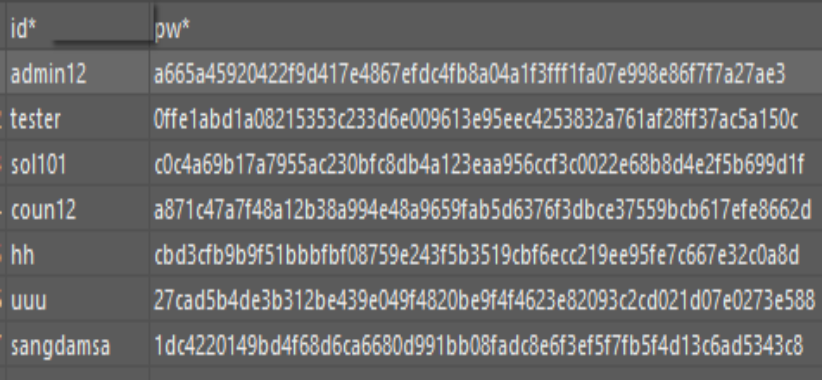 id* pw*
admin12 a665a45920422f9d417e4867efdc4fb8a04a1f3fff1fa07e998e86f7f7a27ae3
tester 0ffe1abd1a08215353c233d6e009613e95eec4253832a761af28ff37ac5a150c
sol101 c0c4a69b17a7955ac230bfc8db4a123eaa956ccf3c0022e68b8d4e2f5b699d1f
coun12 a871c47a7f48a12b38a994e48a9659fab5d6376f3dbce37559bcb617efe8662d
hh cbd3cfb9b9f51bbbfbf08759e243f5b3519cbf6ecc219ee95fe7c667e32c0a8d
uuu 27cad5b4de3b312be439e049f4820be9f4f4623e82093c2cd021d07e0273e588
sangdamsa 1dc4220149bd4f68d6ca6680d991bb08fadc8e6f3ef5f7fb5f4d13c6ad5343c8